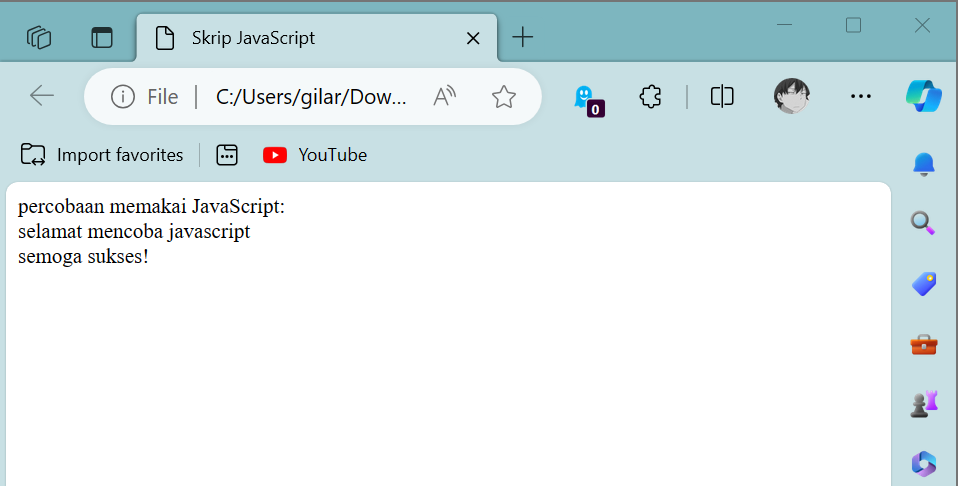 Skrip JavaScript
File
C:/Users/gilar/Dow...
A
0
Import favorites
YouTube
percobaan memakai JavaScript:
selamat mencoba javascript
semoga sukses!